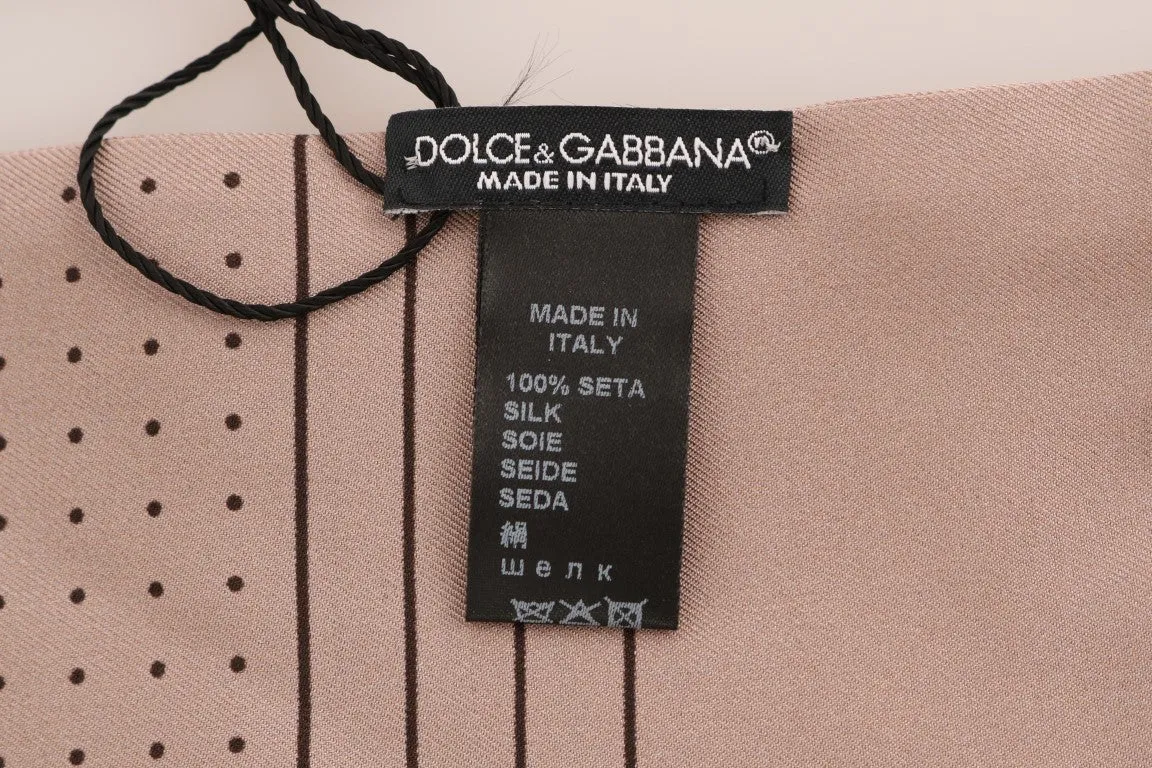 DOLCE & GABBANA
MADE IN ITALY
MADE IN
ITALY
100% SETA
SILK
SOIE
SEIDE
SEDA
絹
шелк